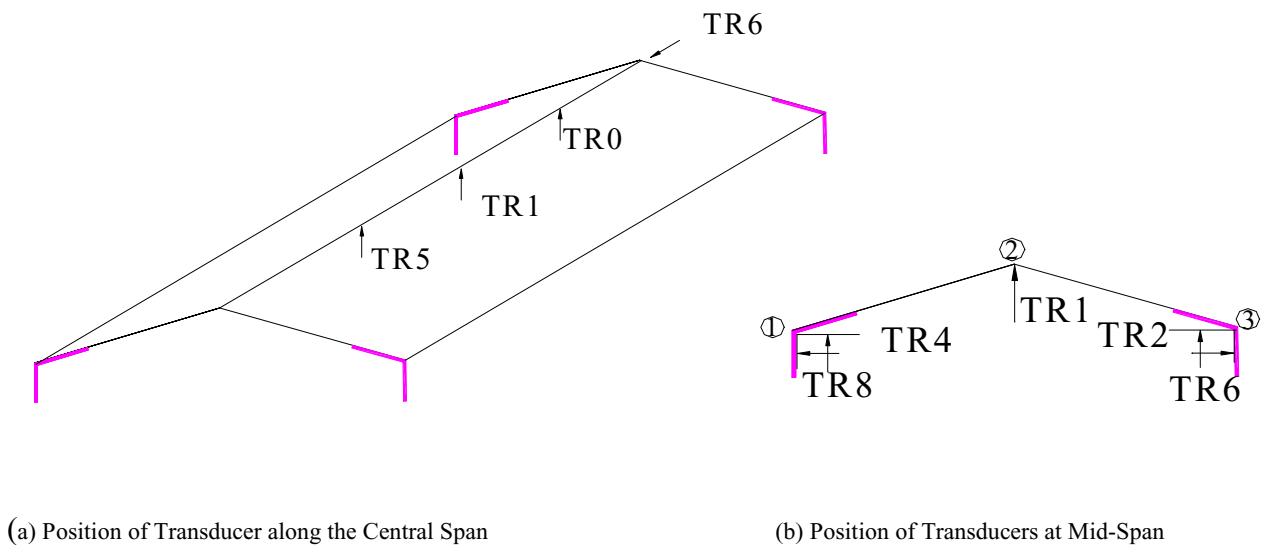 TR6
TR0
TR1
TR5
2
1
3
TR1
TR4
TR2
TR8
TR6
(a) Position of Transducer along the Central Span
(b) Position of Transducers at Mid-Span